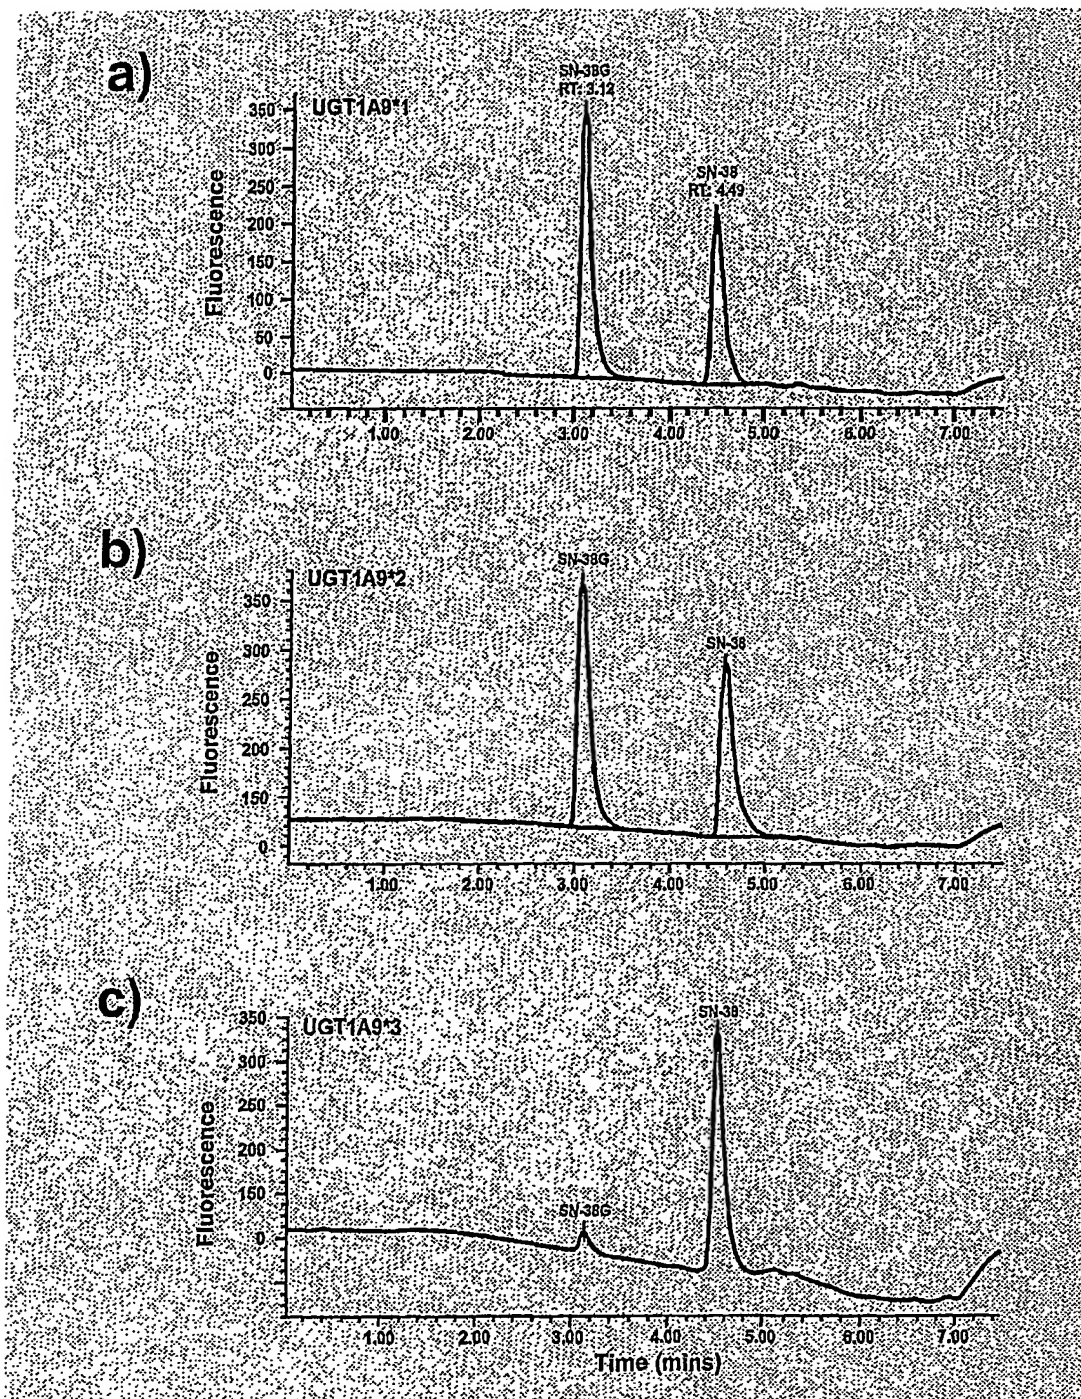 a)
SN-38G
RT: 3.12
UGT1A9*1
SN-38
RT: 4.49
Fluorescence
350
300
250
200
150
100
50
0
1.00 2.00 3.00 4.00 5.00 6.00 7.00
b)
SN-38G
UGT1A9*2
SN-38
Fluorescence
350
300
250
200
150
0
1.00 2.00 3.00 4.00 5.00 6.00 7.00
c)
SN-38
UGT1A9*3
Fluorescence
350
300
250
200
150
0
SN-38G
1.00 2.00 3.00 4.00 5.00 6.00 7.00
Time (mins)